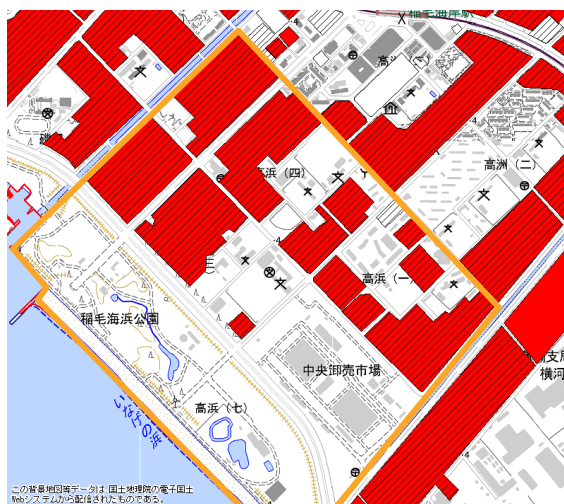 稲毛海岸駅
高洲
高浜（四）
高洲（二）
高浜（一）
稲毛海浜公園
中央卸売市場
横河
いなげの浜
高浜（七）
この背景地図等データは、国土地理院の電子国土
Webシステムから配信されたものである。